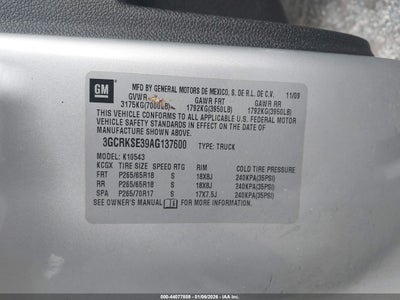 GM
MFD BY GENERAL MOTORS DE MEXICO, S. DE R.L. DE C.V. 11/09
GVWR GAWR FRT GAWR RR
3175KG(7000LB) 1792KG(3950LB) 1792KG(3950LB)
THIS VEHICLE CONFORMS TO ALL APPLICABLE U.S. FEDERAL MOTOR
VEHICLE SAFETY STANDARDS IN EFFECT ON THE DATE OF
MANUFACTURE SHOWN ABOVE.
3GCRKSE39AG137600 TYPE: TRUCK
MODEL: K10543
KCGX TIRE SIZE SPEED RTG RIM COLD TIRE PRESSURE
FRT P265/65R18 S 18X8J 240KPA(35PSI)
RR P265/65R18 S 18X8J 240KPA(35PSI)
SPA P265/70R17 S 17X7.5J 240KPA(35PSI)
SEE OWNER'S MANUAL FOR ADDITIONAL INFORMATION.
000-44077859 - 01/06/2026 - IAAI.COM